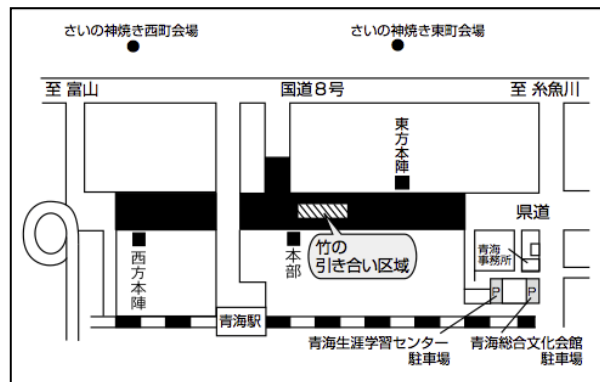 さいの神焼き西町会場
さいの神焼き東町会場
至 富山
国道8号
至 糸魚川
東方本陣
県道
竹の
引き合い区域
本部
西方本陣
青海
事務所
P
P
青海駅
青海生涯学習センター
駐車場
青海総合文化会館
駐車場